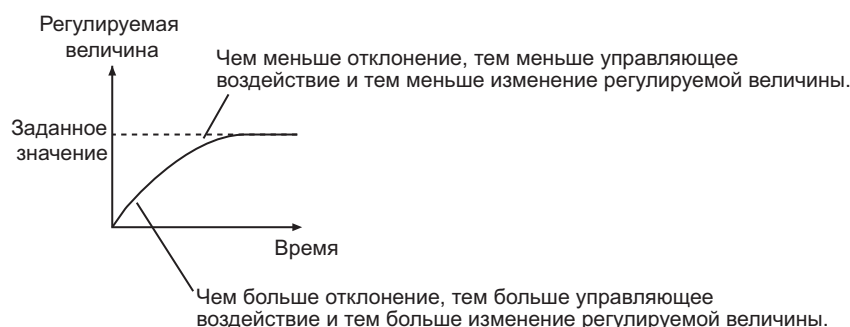 Регулируемая
величина
Чем меньше отклонение, тем меньше управляющее
воздействие и тем меньше изменение регулируемой величины.
Заданное
значение
Время
Чем больше отклонение, тем больше управляющее
воздействие и тем больше изменение регулируемой величины.